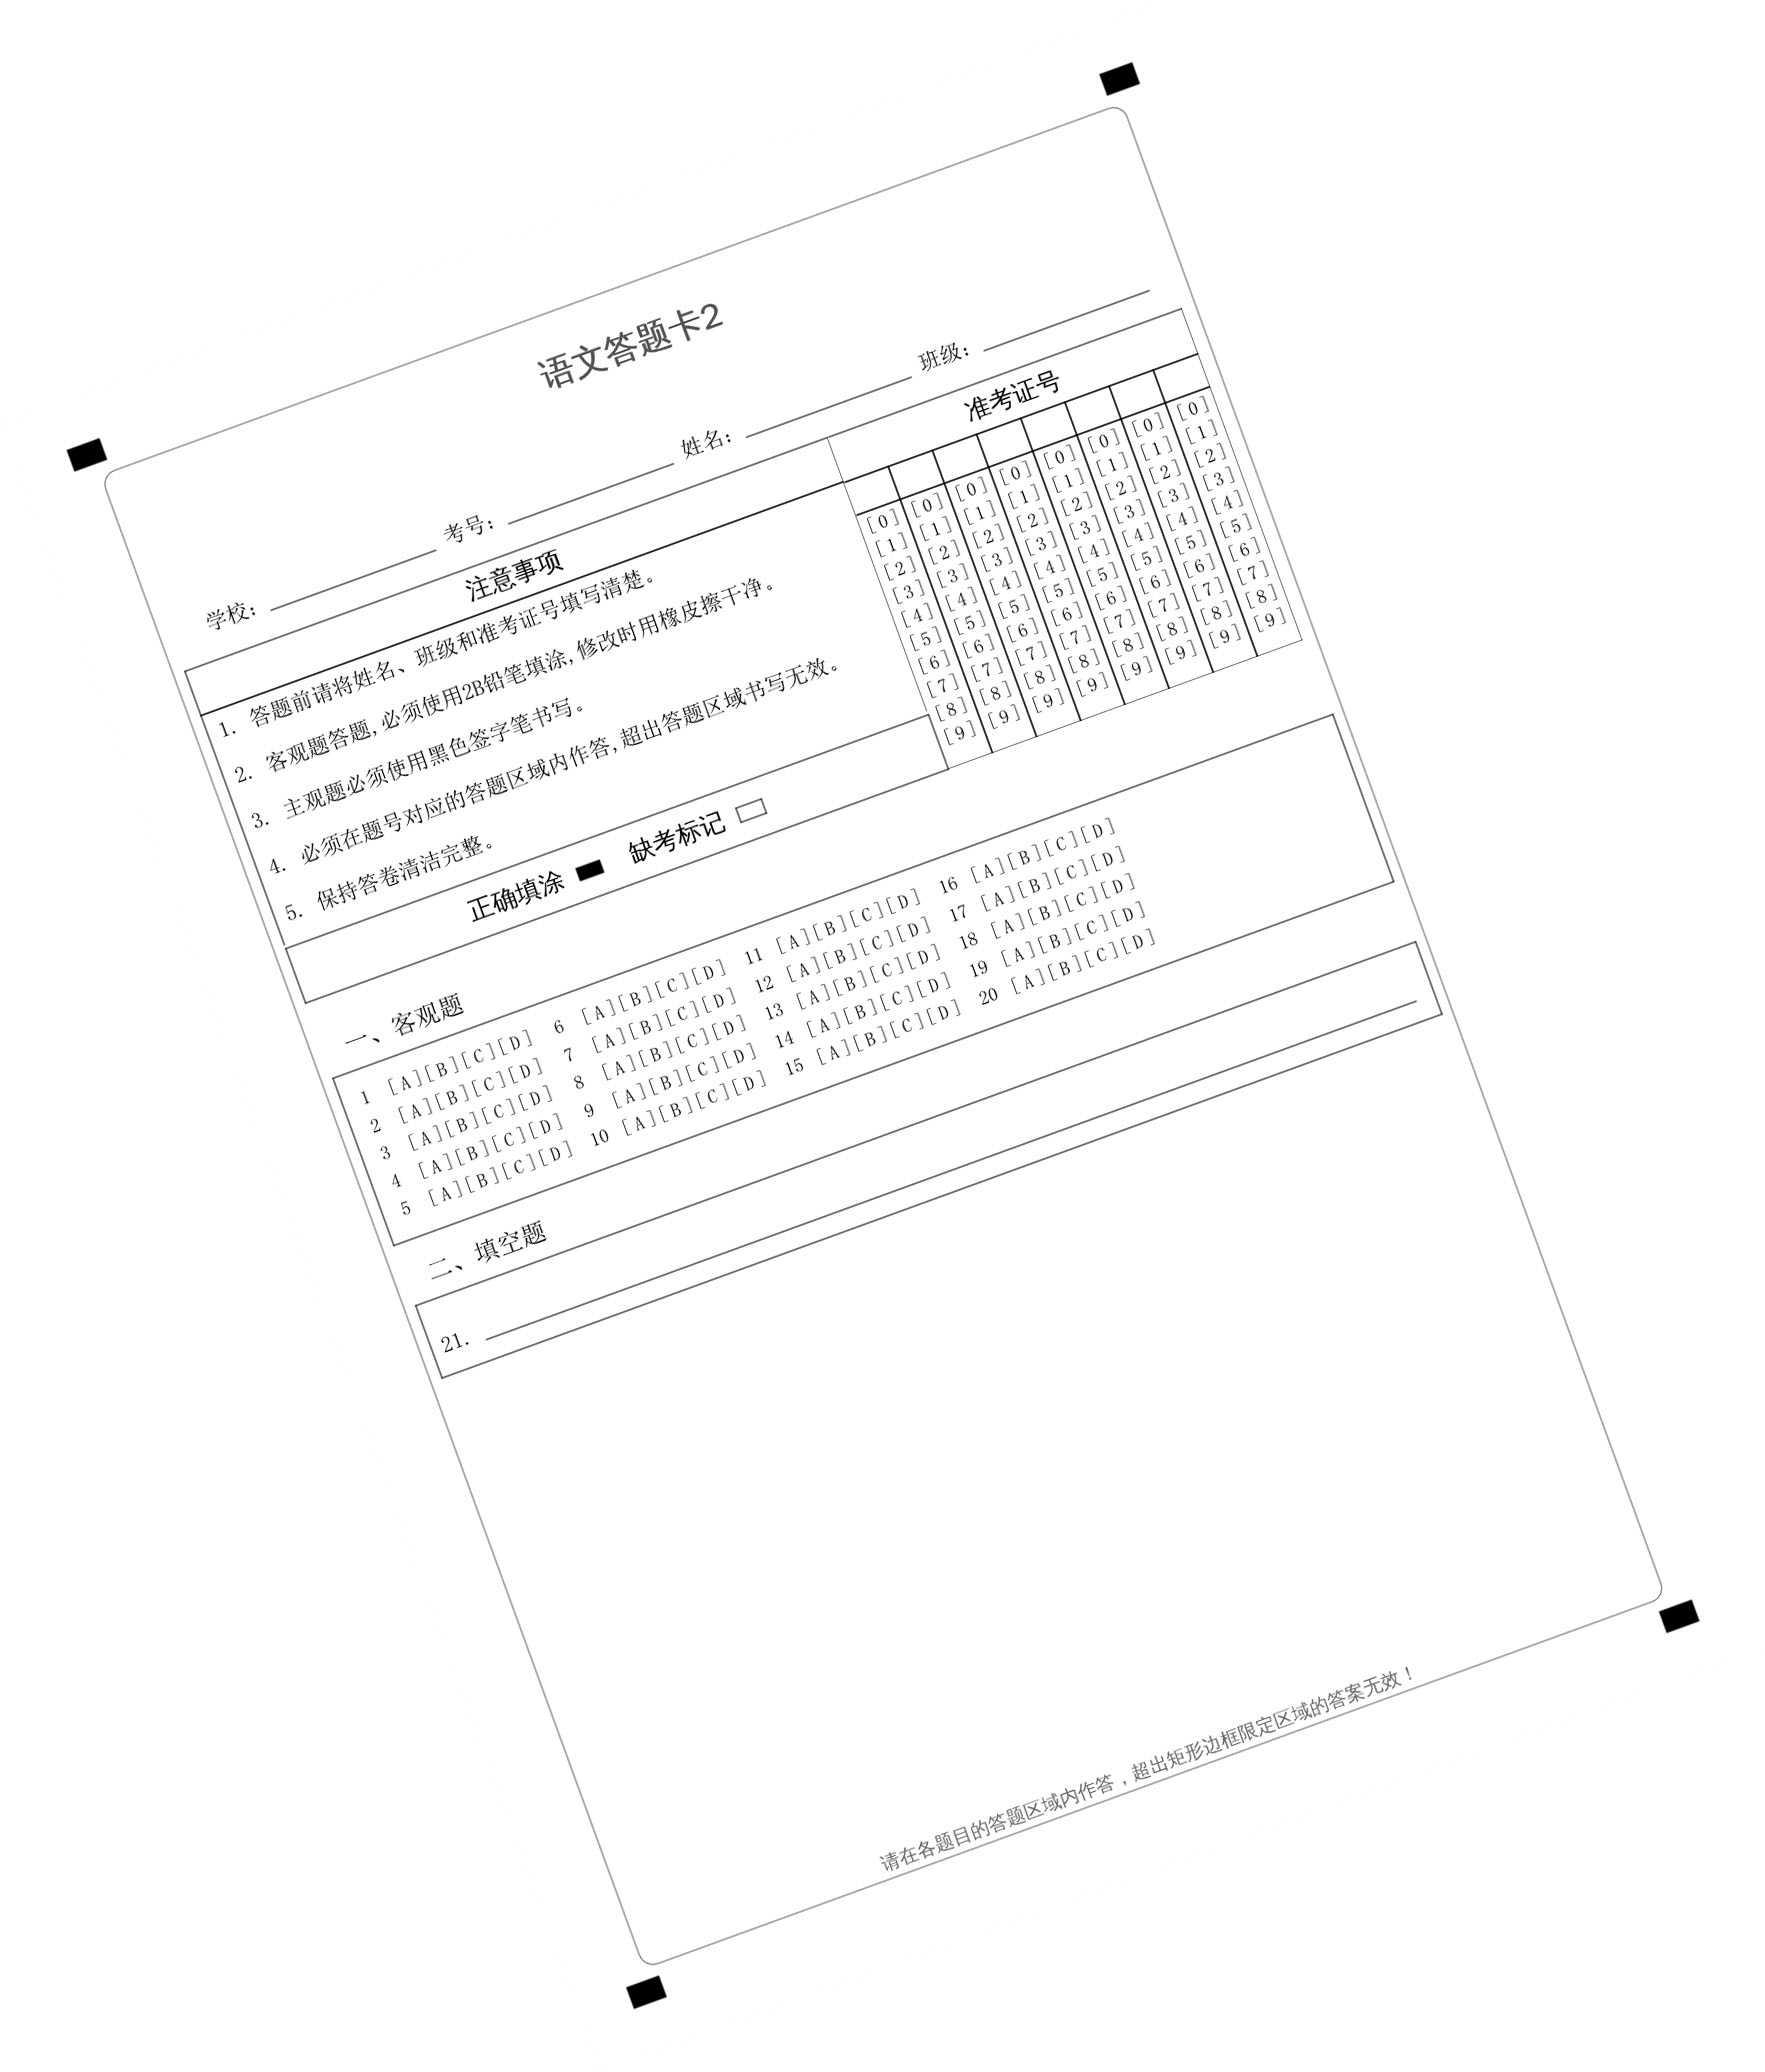 语文答题卡2
学校: 考号: 姓名: 班级:
注意事项
1. 答题前请将姓名、班级和准考证号填写清楚。
2. 客观题答题,必须使用2B铅笔填涂,修改时用橡皮擦干净。
3. 主观题必须使用黑色签字笔书写。
4. 必须在题号对应的答题区域内作答,超出答题区域书写无效。
5. 保持答卷清洁完整。
正确填涂 缺考标记
准考证号
[0] [0] [0] [0] [0] [0] [0] [0]
[1] [1] [1] [1] [1] [1] [1] [1]
[2] [2] [2] [2] [2] [2] [2] [2]
[3] [3] [3] [3] [3] [3] [3] [3]
[4] [4] [4] [4] [4] [4] [4] [4]
[5] [5] [5] [5] [5] [5] [5] [5]
[6] [6] [6] [6] [6] [6] [6] [6]
[7] [7] [7] [7] [7] [7] [7] [7]
[8] [8] [8] [8] [8] [8] [8] [8]
[9] [9] [9] [9] [9] [9] [9] [9]
一、客观题
1 [A][B][C][D] 6 [A][B][C][D] 11 [A][B][C][D] 16 [A][B][C][D]
2 [A][B][C][D] 7 [A][B][C][D] 12 [A][B][C][D] 17 [A][B][C][D]
3 [A][B][C][D] 8 [A][B][C][D] 13 [A][B][C][D] 18 [A][B][C][D]
4 [A][B][C][D] 9 [A][B][C][D] 14 [A][B][C][D] 19 [A][B][C][D]
5 [A][B][C][D] 10 [A][B][C][D] 15 [A][B][C][D] 20 [A][B][C][D]
二、填空题
21.
请在各题目的答题区域内作答，超出矩形边框限定区域的答案无效！